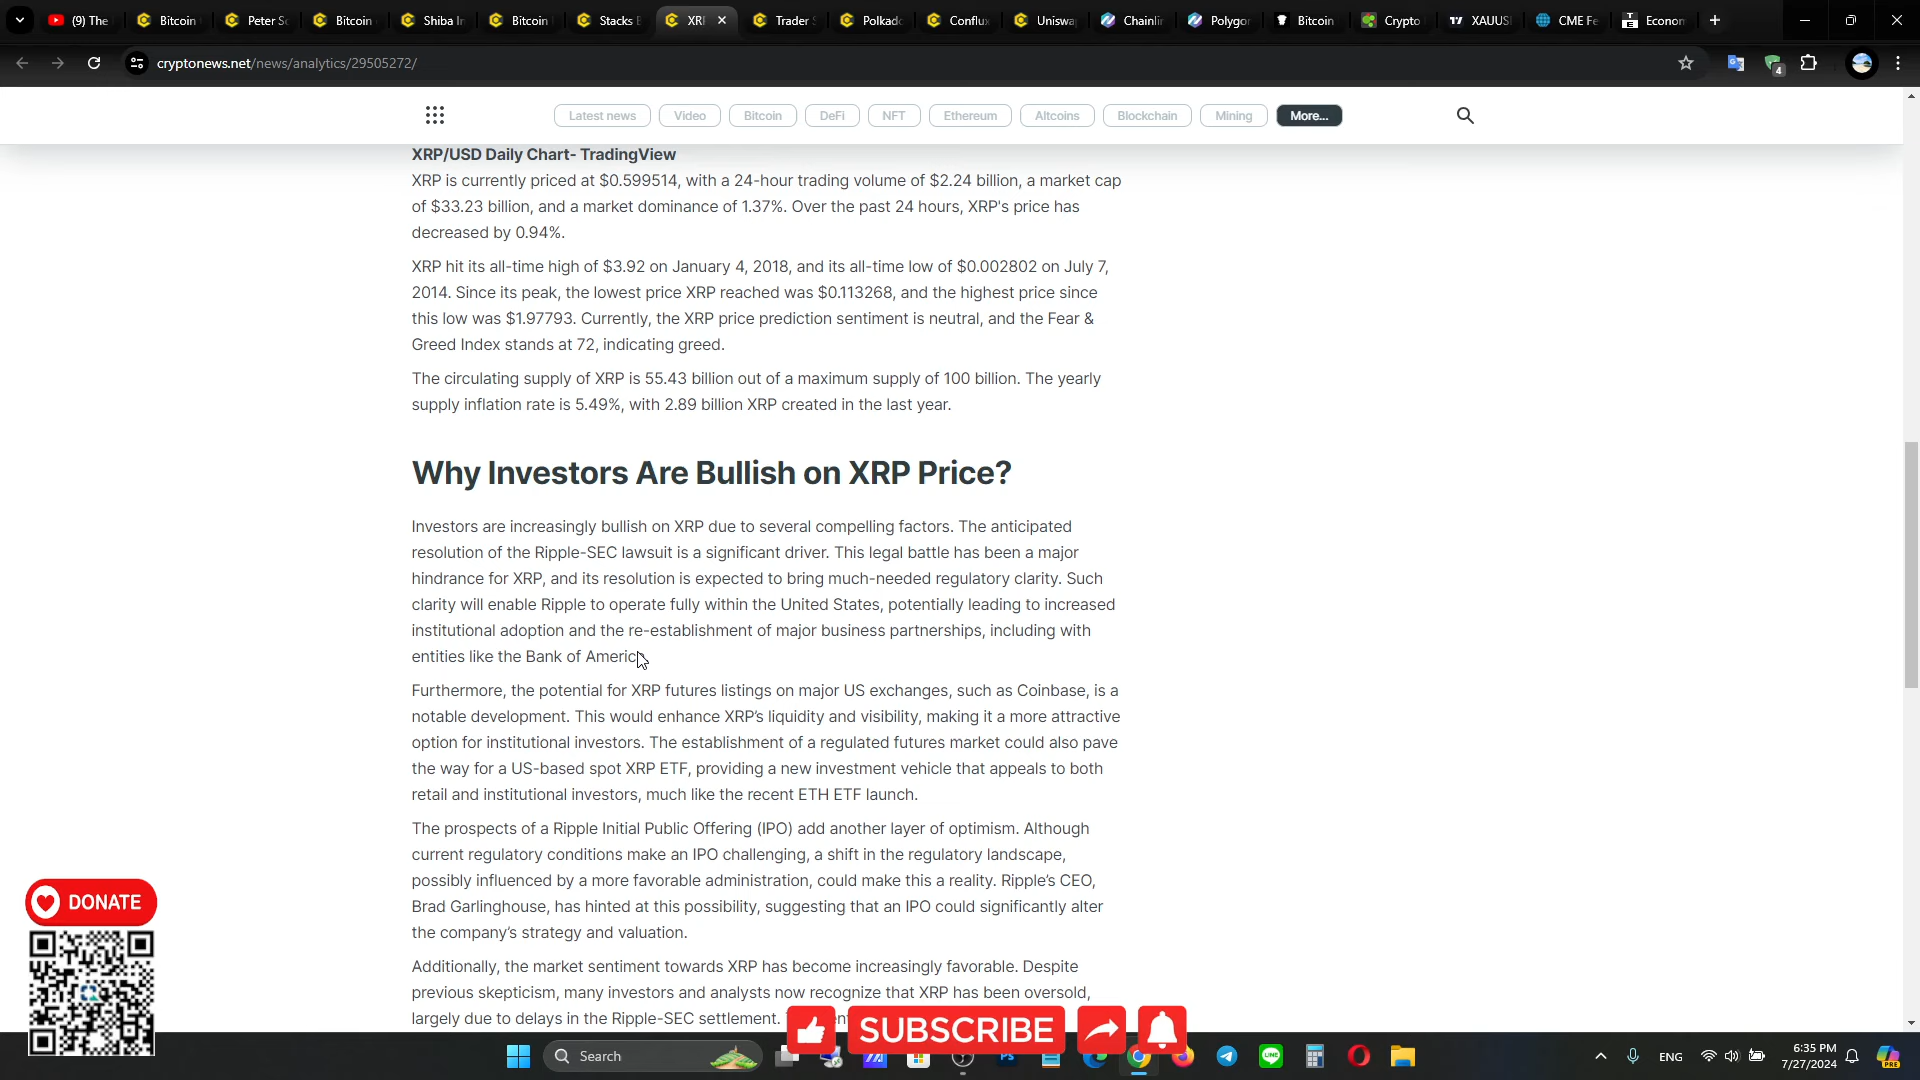 (9) The
Bitcoin
Peter Sc
Bitcoin
Shiba In
Bitcoin
Stacks
XRI
Trader
Polkado
Conflux
Uniswa
Chainlin
Polygon
Bitcoin
Crypto
XAUUS
CME Fe
Econom
cryptonews.net/news/analytics/29505272/
4
Latest news
Video
Bitcoin
DeFi
NFT
Ethereum
Altcoins
Blockchain
Mining
More...
XRP/USD Daily Chart- TradingView
XRP is currently priced at $0.599514, with a 24-hour trading volume of $2.24 billion, a market cap
of $33.23 billion, and a market dominance of 1.37%. Over the past 24 hours, XRP's price has
decreased by 0.94%.
XRP hit its all-time high of $3.92 on January 4, 2018, and its all-time low of $0.002802 on July 7,
2014. Since its peak, the lowest price XRP reached was $0.113268, and the highest price since
this low was $1.97793. Currently, the XRP price prediction sentiment is neutral, and the Fear &
Greed Index stands at 72, indicating greed.
The circulating supply of XRP is 55.43 billion out of a maximum supply of 100 billion. The yearly
supply inflation rate is 5.49%, with 2.89 billion XRP created in the last year.
Why Investors Are Bullish on XRP Price?
Investors are increasingly bullish on XRP due to several compelling factors. The anticipated
resolution of the Ripple-SEC lawsuit is a significant driver. This legal battle has been a major
hindrance for XRP, and its resolution is expected to bring much-needed regulatory clarity. Such
clarity will enable Ripple to operate fully within the United States, potentially leading to increased
institutional adoption and the re-establishment of major business partnerships, including with
entities like the Bank of America.
Furthermore, the potential for XRP futures listings on major US exchanges, such as Coinbase, is a
notable development. This would enhance XRP's liquidity and visibility, making it a more attractive
option for institutional investors. The establishment of a regulated futures market could also pave
the way for a US-based spot XRP ETF, providing a new investment vehicle that appeals to both
retail and institutional investors, much like the recent ETH ETF launch.
The prospects of a Ripple Initial Public Offering (IPO) add another layer of optimism. Although
current regulatory conditions make an IPO challenging, a shift in the regulatory landscape,
possibly influenced by a more favorable administration, could make this a reality. Ripple's CEO,
Brad Garlinghouse, has hinted at this possibility, suggesting that an IPO could significantly alter
the company's strategy and valuation.
Additionally, the market sentiment towards XRP has become increasingly favorable. Despite
previous skepticism, many investors and analysts now recognize that XRP has been oversold,
largely due to delays in the Ripple-SEC settlement.
DONATE
SUBSCRIBE
Search
ENG
6:35 PM
7/27/2024